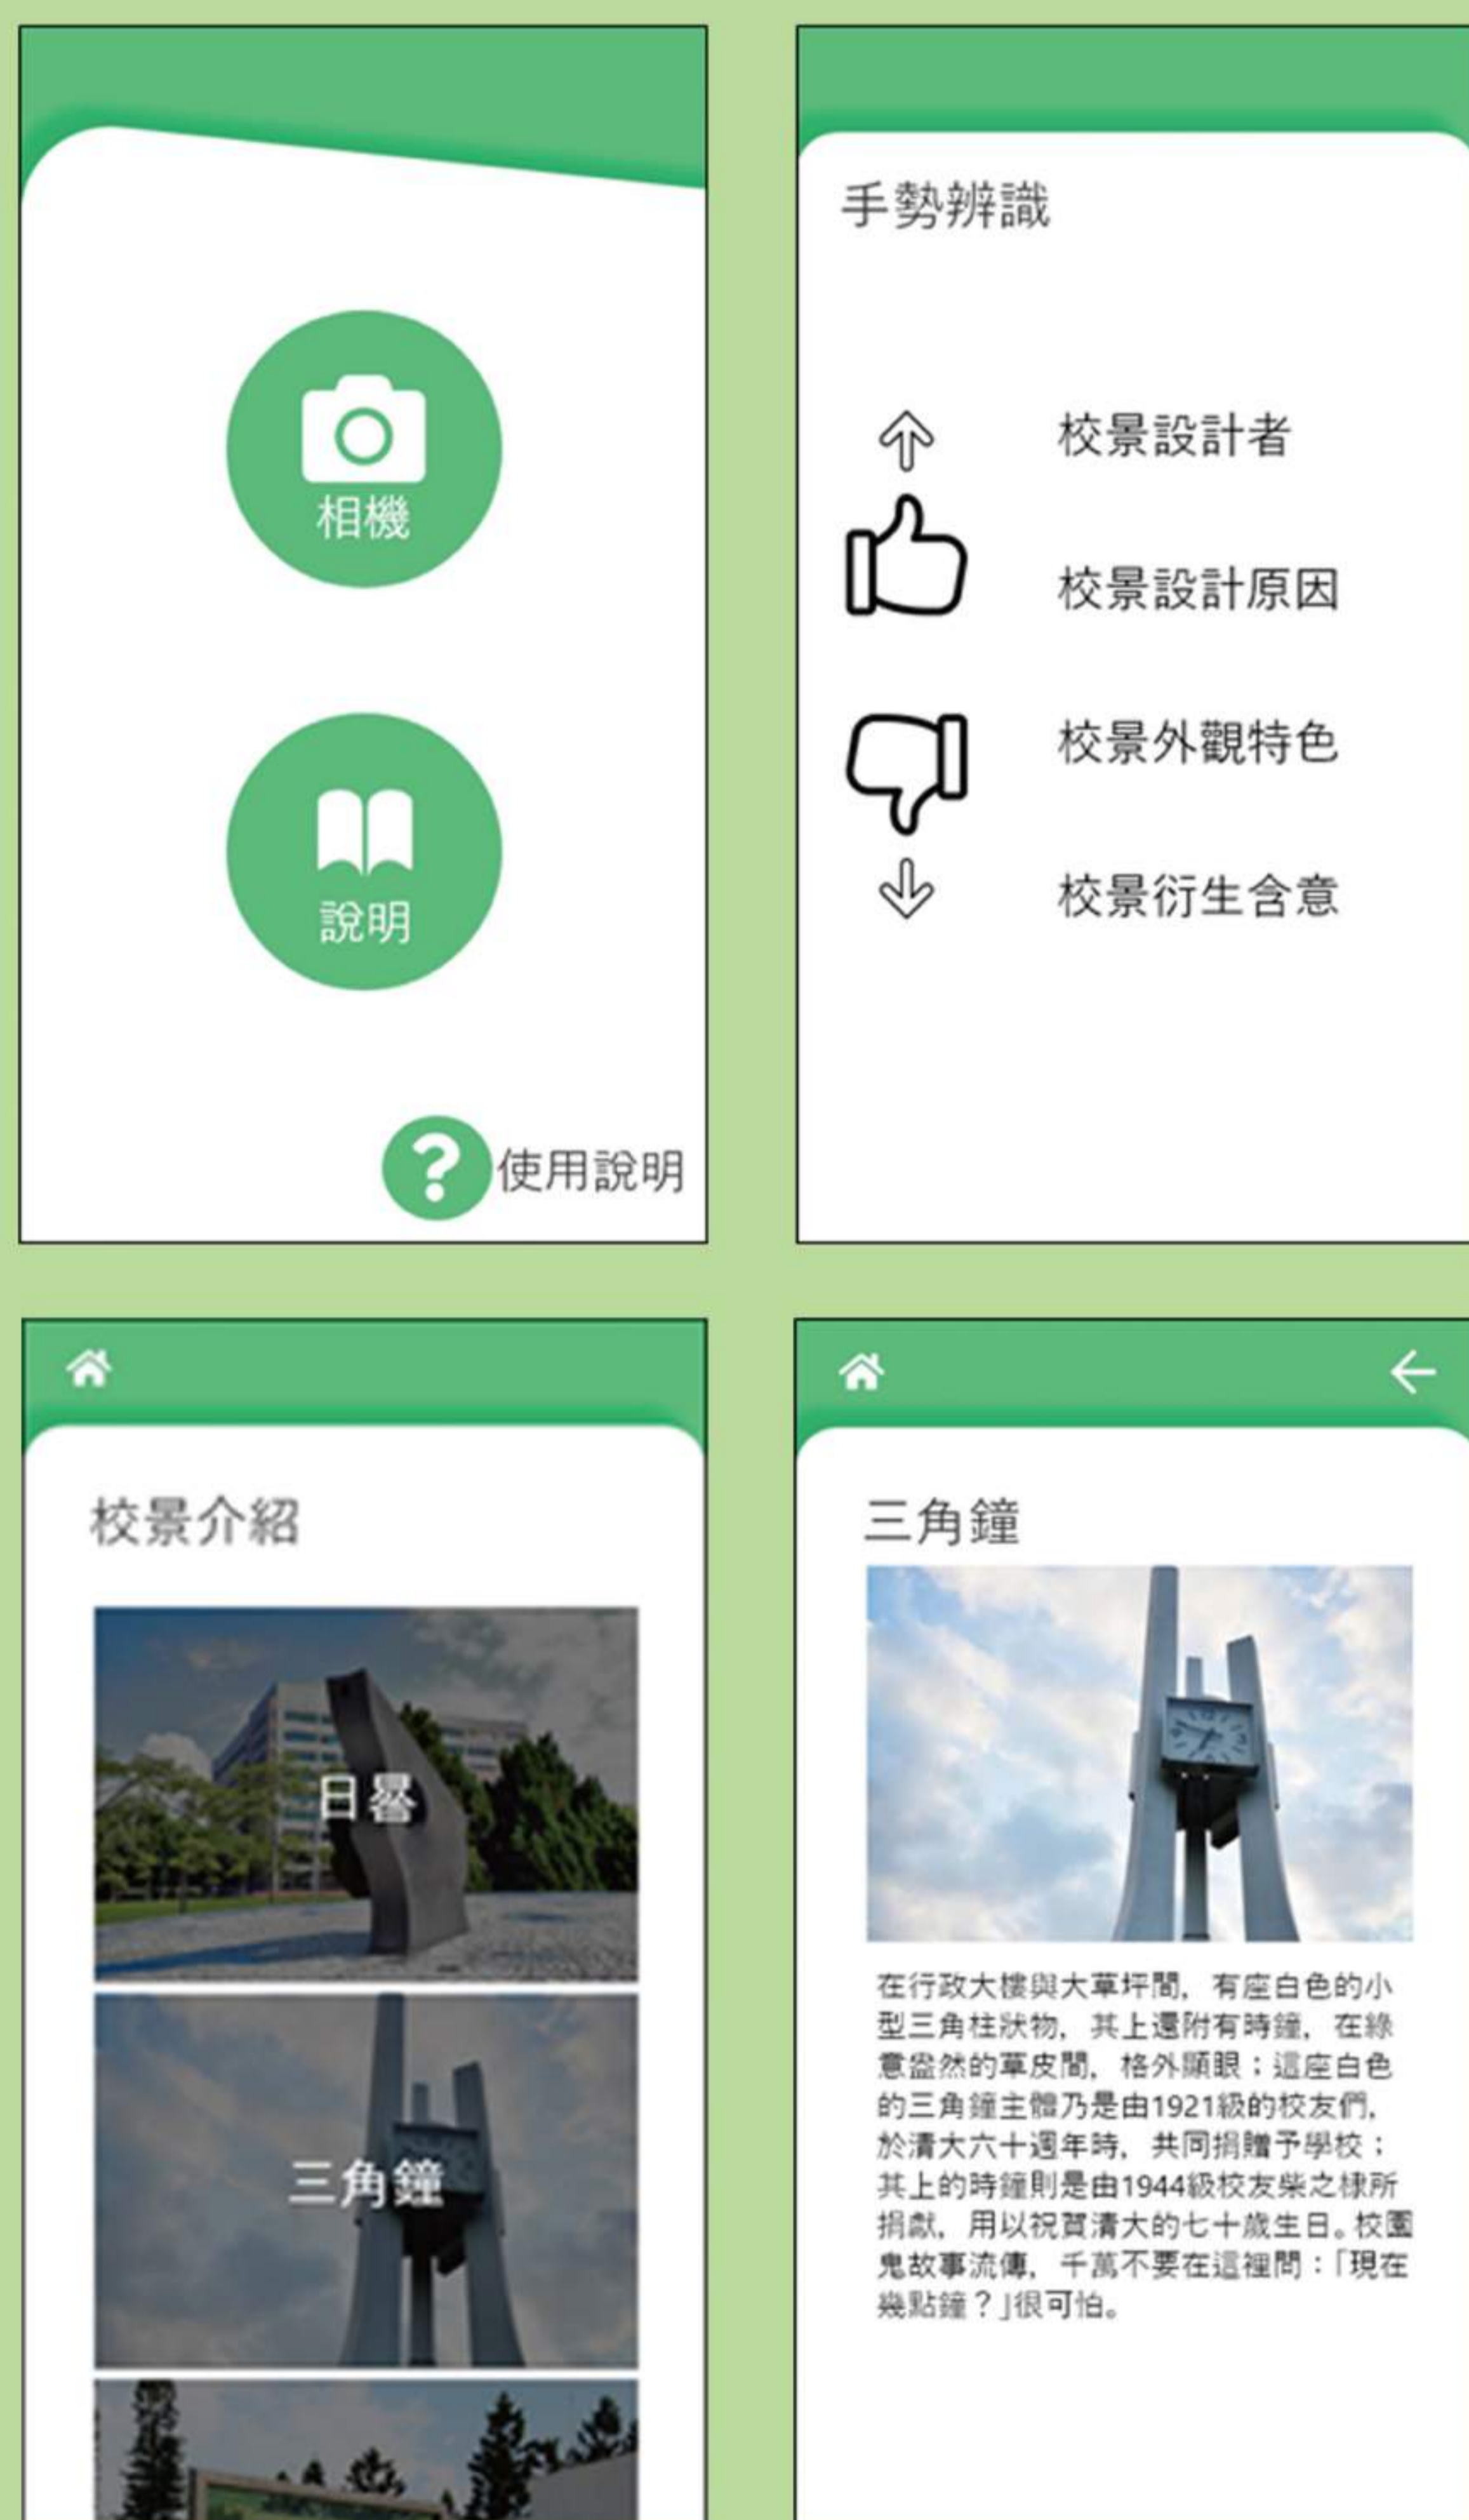 相機
說明
使用說明
手勢辨識
校景設計者
校景設計原因
校景外觀特色
校景衍生含意
校景介紹
日晷
三角鐘
三角鐘
在行政大樓與大草坪間，有座白色的小
型三角柱狀物，其上還附有時鐘，在綠
意盎然的草皮間，格外顯眼；這座白色
的三角鐘主體乃是由1921級的校友們，
於清大六十週年時，共同捐贈予學校；
其上的時鐘則是由1944級校友柴之棣所
捐獻，用以祝賀清大的七十歲生日。校園
鬼故事流傳，千萬不要在這裡問：「現在
幾點鐘？」很可怕。